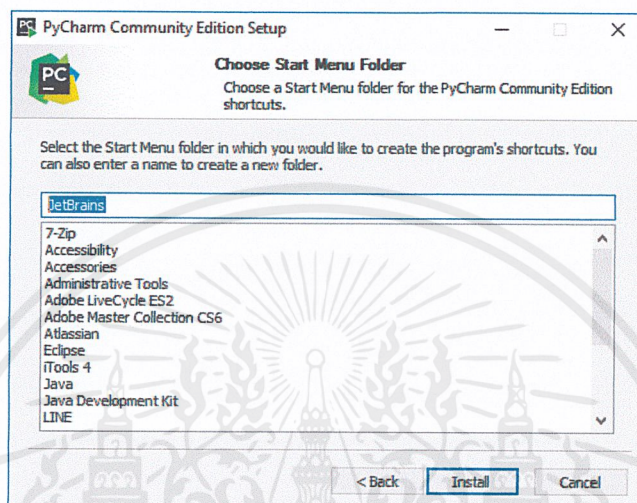 PyCharm Community Edition Setup
PC
Choose Start Menu Folder
Choose a Start Menu folder for the PyCharm Community Edition
shortcuts.
Select the Start Menu folder in which you would like to create the program's shortcuts. You
can also enter a name to create a new folder.
JetBrains
7-Zip
Accessibility
Accessories
Administrative Tools
Adobe LiveCycle ES2
Adobe Master Collection CS6
Atlassian
Eclipse
iTools 4
Java
Java Development Kit
LINE
< Back Install Cancel